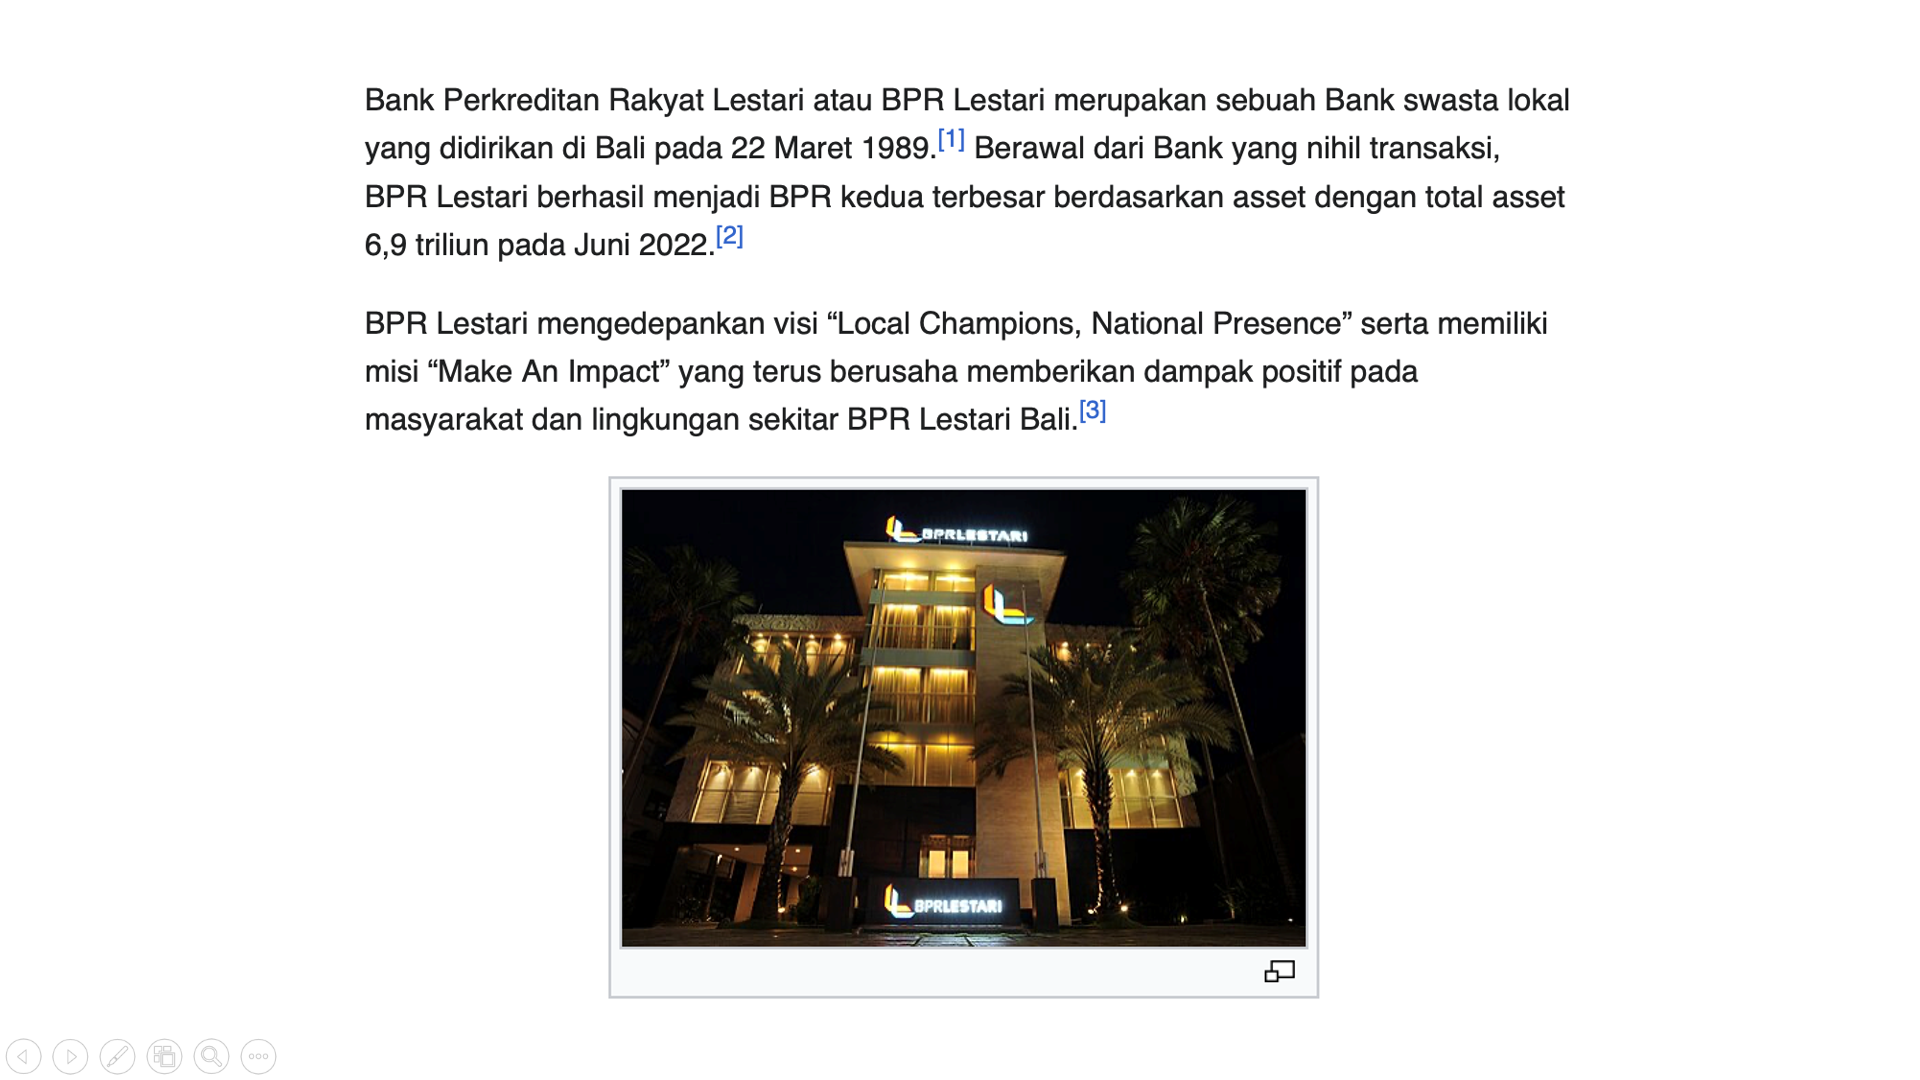 Bank Perkreditan Rakyat Lestari atau BPR Lestari merupakan sebuah Bank swasta lokal
yang didirikan di Bali pada 22 Maret 1989.[1] Berawal dari Bank yang nihil transaksi,
BPR Lestari berhasil menjadi BPR kedua terbesar berdasarkan asset dengan total asset
6,9 triliun pada Juni 2022.[2]
BPR Lestari mengedepankan visi “Local Champions, National Presence” serta memiliki
misi “Make An Impact” yang terus berusaha memberikan dampak positif pada
masyarakat dan lingkungan sekitar BPR Lestari Bali.[3]
BPRLESTARI
BPRLESTARI